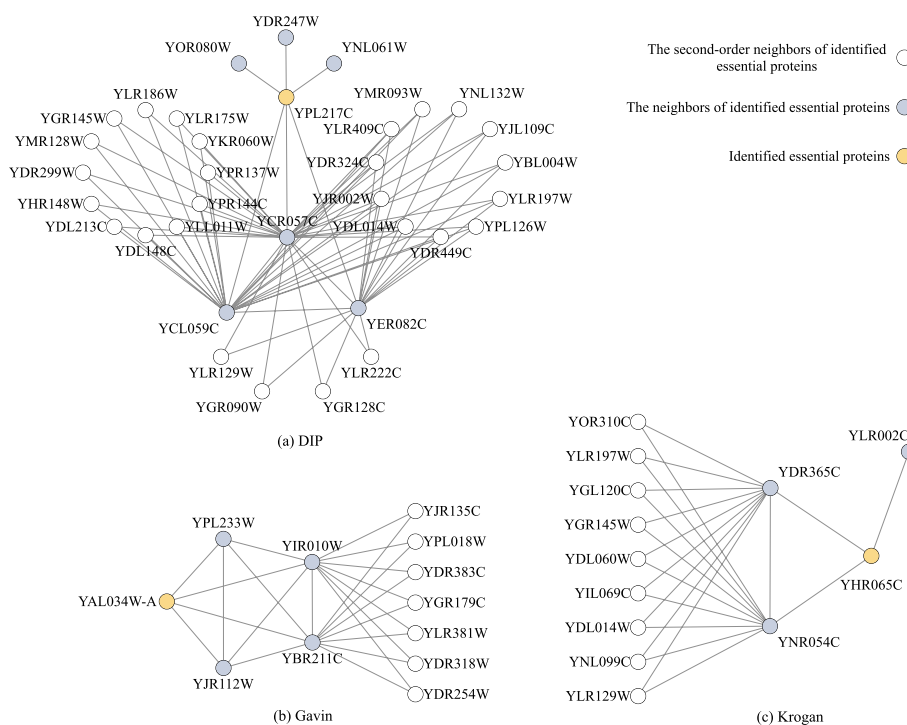 YDR247W
YOR080W
YNL061W
YPL217C
YLR186W
YMR093W
YNL132W
YGR145W
YLR175W
YLR409C
YJL109C
YMR128W
YKR060W
YDR299W
YPR137W
YDR324C
YBL004W
YHR148W
YPR144C
YJR002W
YLR197W
YCR057C
YDL213C
YLL011W
YDL014W
YPL126W
YDL148C
YDR449C
YCL059C
YER082C
YLR129W
YLR222C
YGR090W
YGR128C
(a) DIP
The second-order neighbors of identified
essential proteins
The neighbors of identified essential proteins
Identified essential proteins
YPL233W
YIR010W
YAL034W-A
YJR112W
YBR211C
YJR135C
YPL018W
YDR383C
YGR179C
YLR381W
YDR318W
YDR254W
(b) Gavin
YOR310C
YLR197W
YGL120C
YGR145W
YDL060W
YIL069C
YDL014W
YNL099C
YLR129W
YDR365C
YLR002C
YHR065C
YNR054C
(c) Krogan